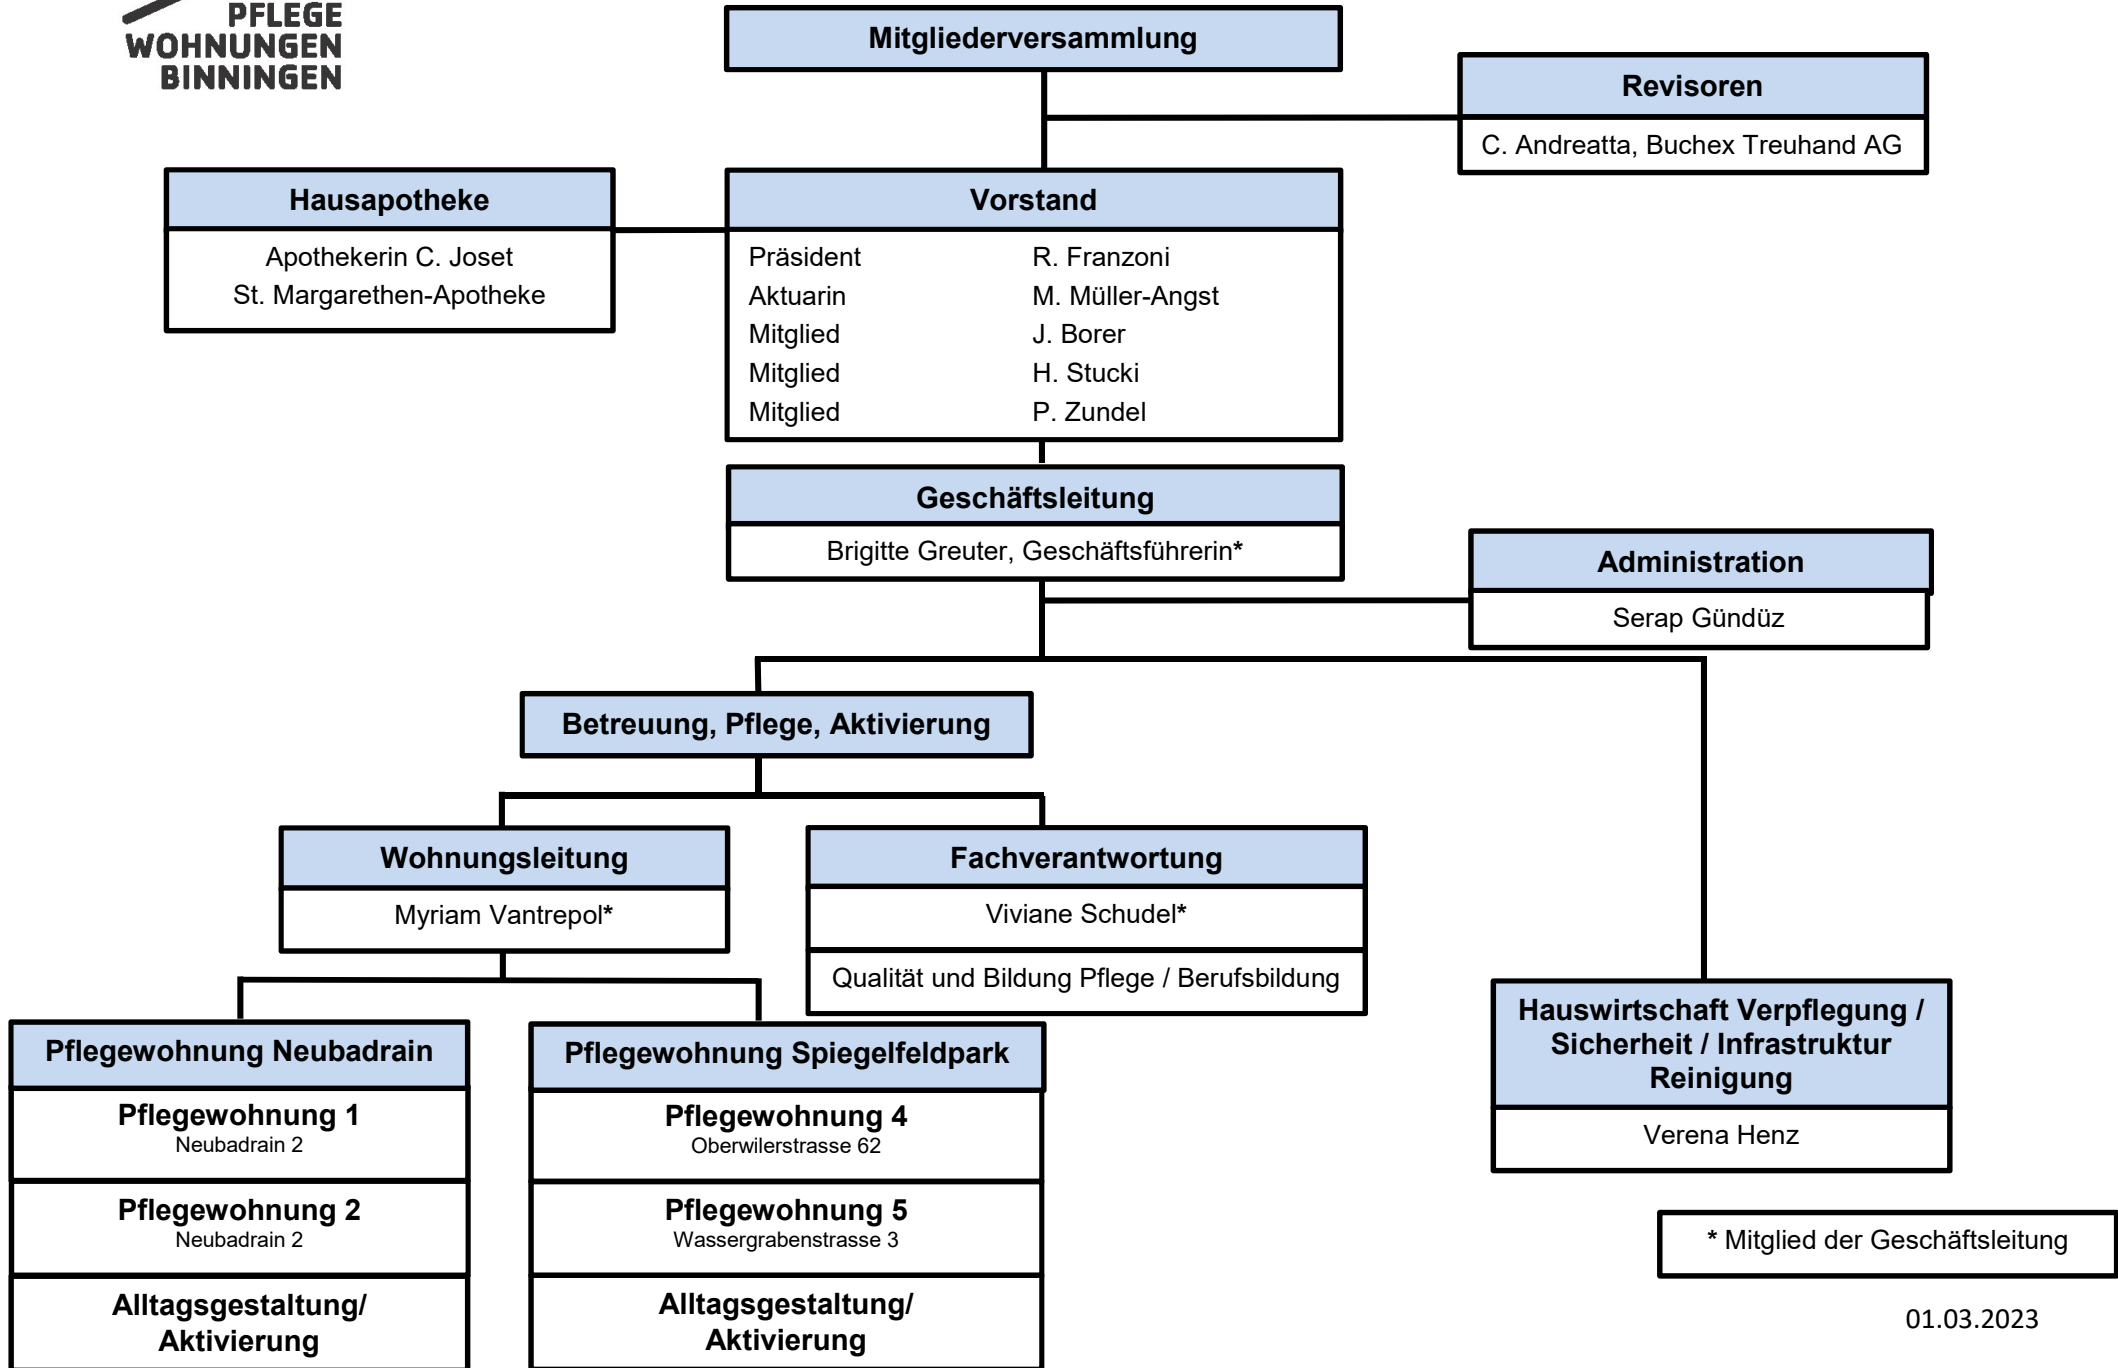 PFLEGE
WOHNUNGEN
BINNINGEN
Mitgliederversammlung
Revisoren
C. Andreatta, Buchex Treuhand AG
Hausapotheke
Apothekerin C. Joset
St. Margarethen-Apotheke
Vorstand
Präsident R. Franzoni
Aktuarin M. Müller-Angst
Mitglied J. Borer
Mitglied H. Stucki
Mitglied P. Zundel
Geschäftsleitung
Brigitte Greuter, Geschäftsführerin*
Administration
Serap Gündüz
Betreuung, Pflege, Aktivierung
Wohnungsleitung
Myriam Vantrepol*
Fachverantwortung
Viviane Schudel*
Qualität und Bildung Pflege / Berufsbildung
Hauswirtschaft Verpflegung /
Sicherheit / Infrastruktur
Reinigung
Verena Henz
Pflegewohnung Neubadrain
Pflegewohnung 1
Neubadrain 2
Pflegewohnung 2
Neubadrain 2
Alltagsgestaltung/
Aktivierung
Pflegewohnung Spiegelfeldpark
Pflegewohnung 4
Oberwilerstrasse 62
Pflegewohnung 5
Wassergrabenstrasse 3
Alltagsgestaltung/
Aktivierung
* Mitglied der Geschäftsleitung
01.03.2023